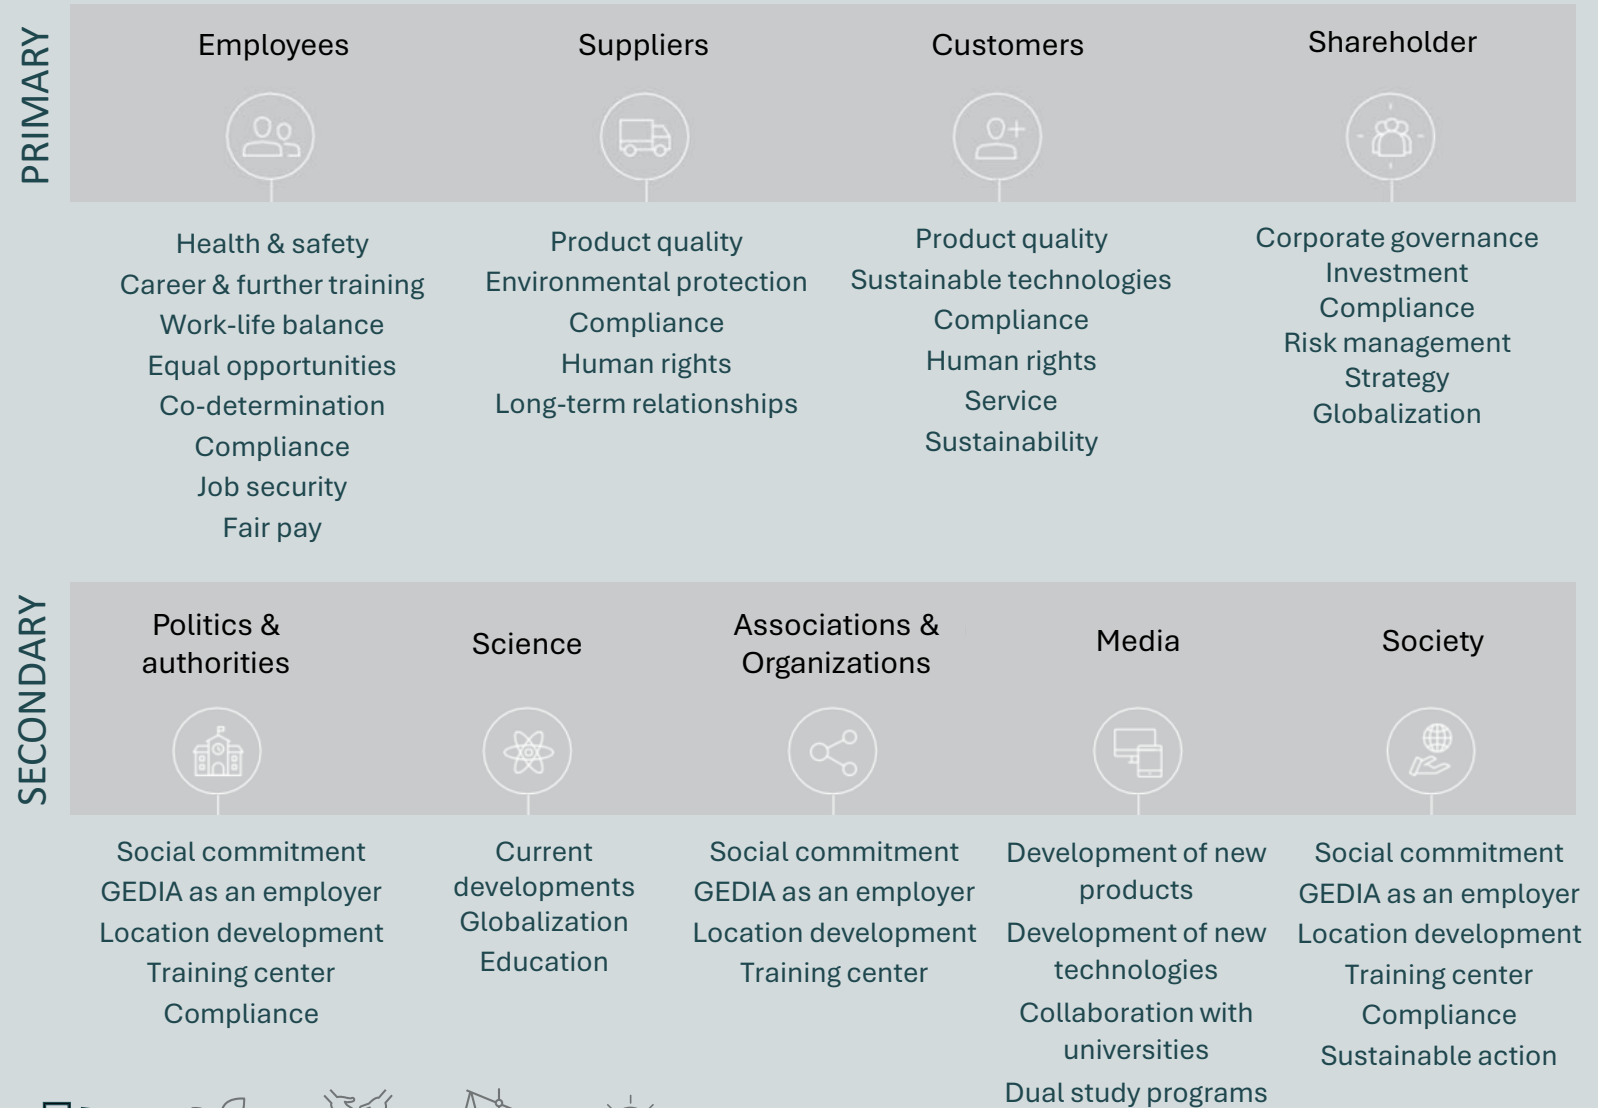 PRIMARY
Employees
Suppliers
Customers
Shareholder
Health & safety
Career & further training
Work-life balance
Equal opportunities
Co-determination
Compliance
Job security
Fair pay
Product quality
Environmental protection
Compliance
Human rights
Long-term relationships
Product quality
Sustainable technologies
Compliance
Human rights
Service
Sustainability
Corporate governance
Investment
Compliance
Risk management
Strategy
Globalization
SECONDARY
Politics &
authorities
Science
Associations &
Organizations
Media
Society
Social commitment
GEDIA as an employer
Location development
Training center
Compliance
Current
developments
Globalization
Education
Social commitment
GEDIA as an employer
Location development
Training center
Development of new
products
Development of new
technologies
Collaboration with
universities
Dual study programs
Social commitment
GEDIA as an employer
Location development
Training center
Compliance
Sustainable action